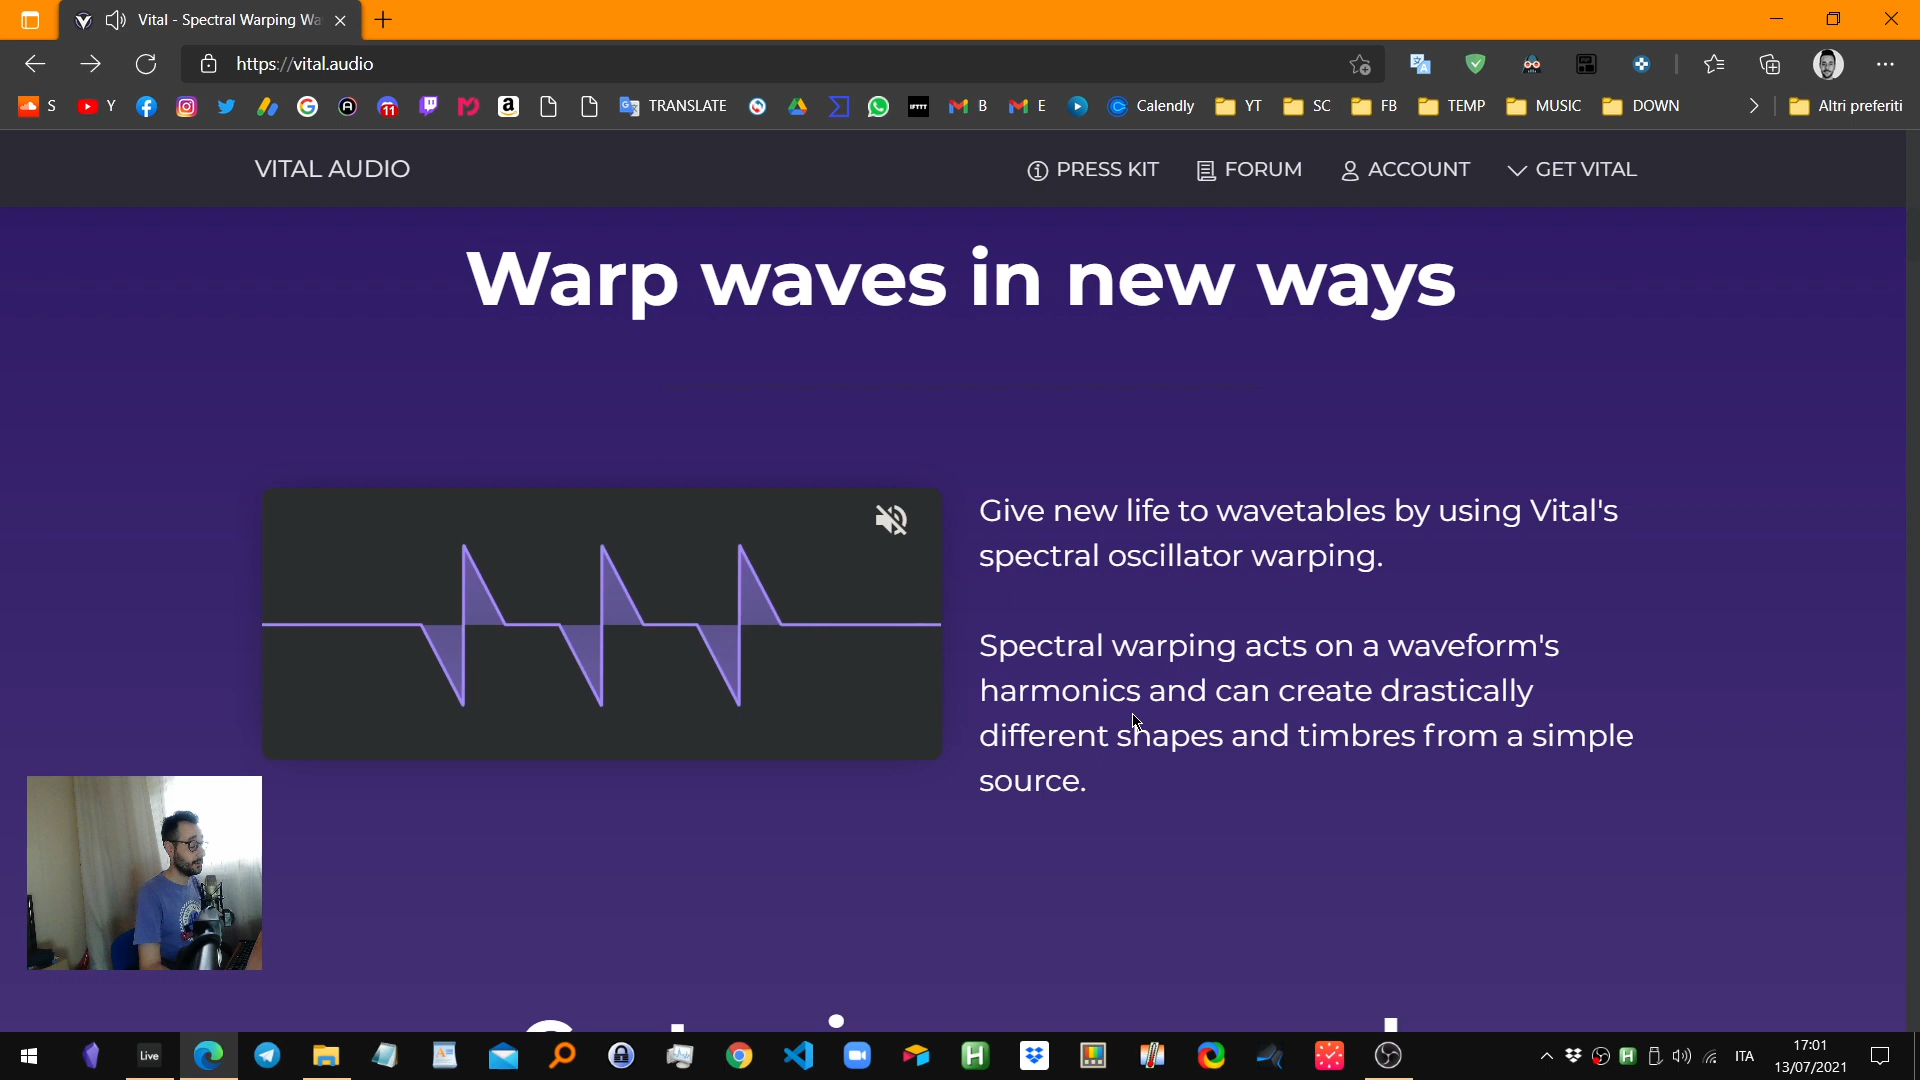 Vital - Spectral Warping Wa
https://vital.audio
S Y TRANSLATE B E Calendly YT SC FB TEMP MUSIC DOWN Altri preferiti
VITAL AUDIO PRESS KIT FORUM ACCOUNT GET VITAL
Warp waves in new ways
Give new life to wavetables by using Vital's
spectral oscillator warping.
Spectral warping acts on a waveform's
harmonics and can create drastically
different shapes and timbres from a simple
source.
Live ITA 17:01
13/07/2021